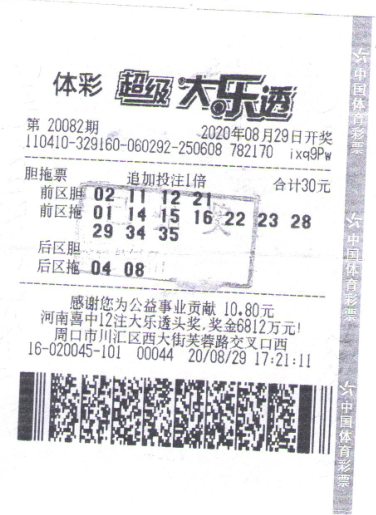 体彩 超级大乐透
第 20082期 2020年08月29日开奖
110410-329160-060292-250608 782170 ixq9Pw
胆拖票 追加投注1倍 合计30元
前区胆 02 11 12 21
前区拖 01 14 15 16 22 23 28
29 34 35
后区胆
后区拖 04 08
感谢您为公益事业贡献 10.80元
河南喜中12注大乐透头奖,奖金6812万元!
周口市川汇区西大街芙蓉路交叉口西
16-020045-101 00044 20/08/29 17:21:11
中国体育彩票
中国体育彩票
中国体育彩票